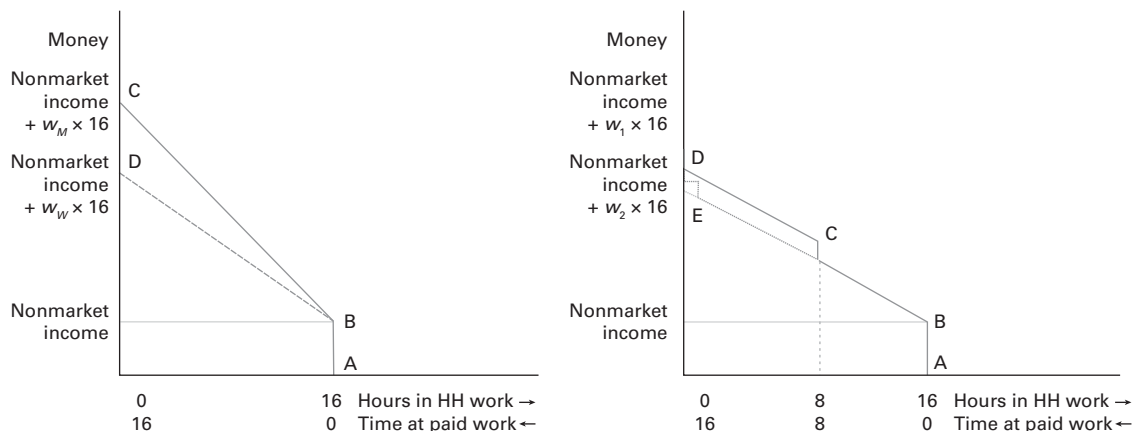 Money
Nonmarket
income
+ w_M × 16
Nonmarket
income
+ w_W × 16
Nonmarket
income
C
D
B
A
0 16 Hours in HH work →
16 0 Time at paid work ←
Money
Nonmarket
income
+ w_1 × 16
Nonmarket
income
+ w_2 × 16
Nonmarket
income
D
E
C
B
A
0 8 16 Hours in HH work →
16 8 0 Time at paid work ←